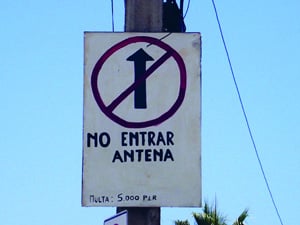 NO ENTRAR
ANTENA
MULTA: 5.000 PLR